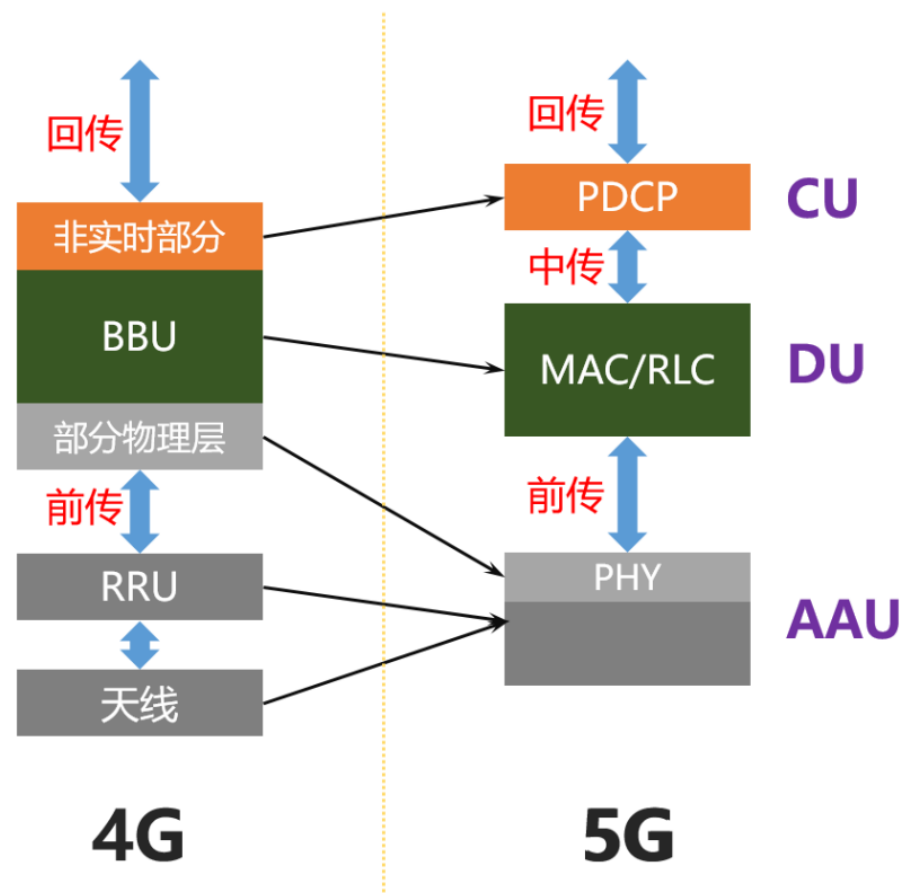 回传
非实时部分
BBU
部分物理层
前传
RRU
天线
4G
回传
PDCP
CU
中传
MAC/RLC
DU
前传
PHY
AAU
5G